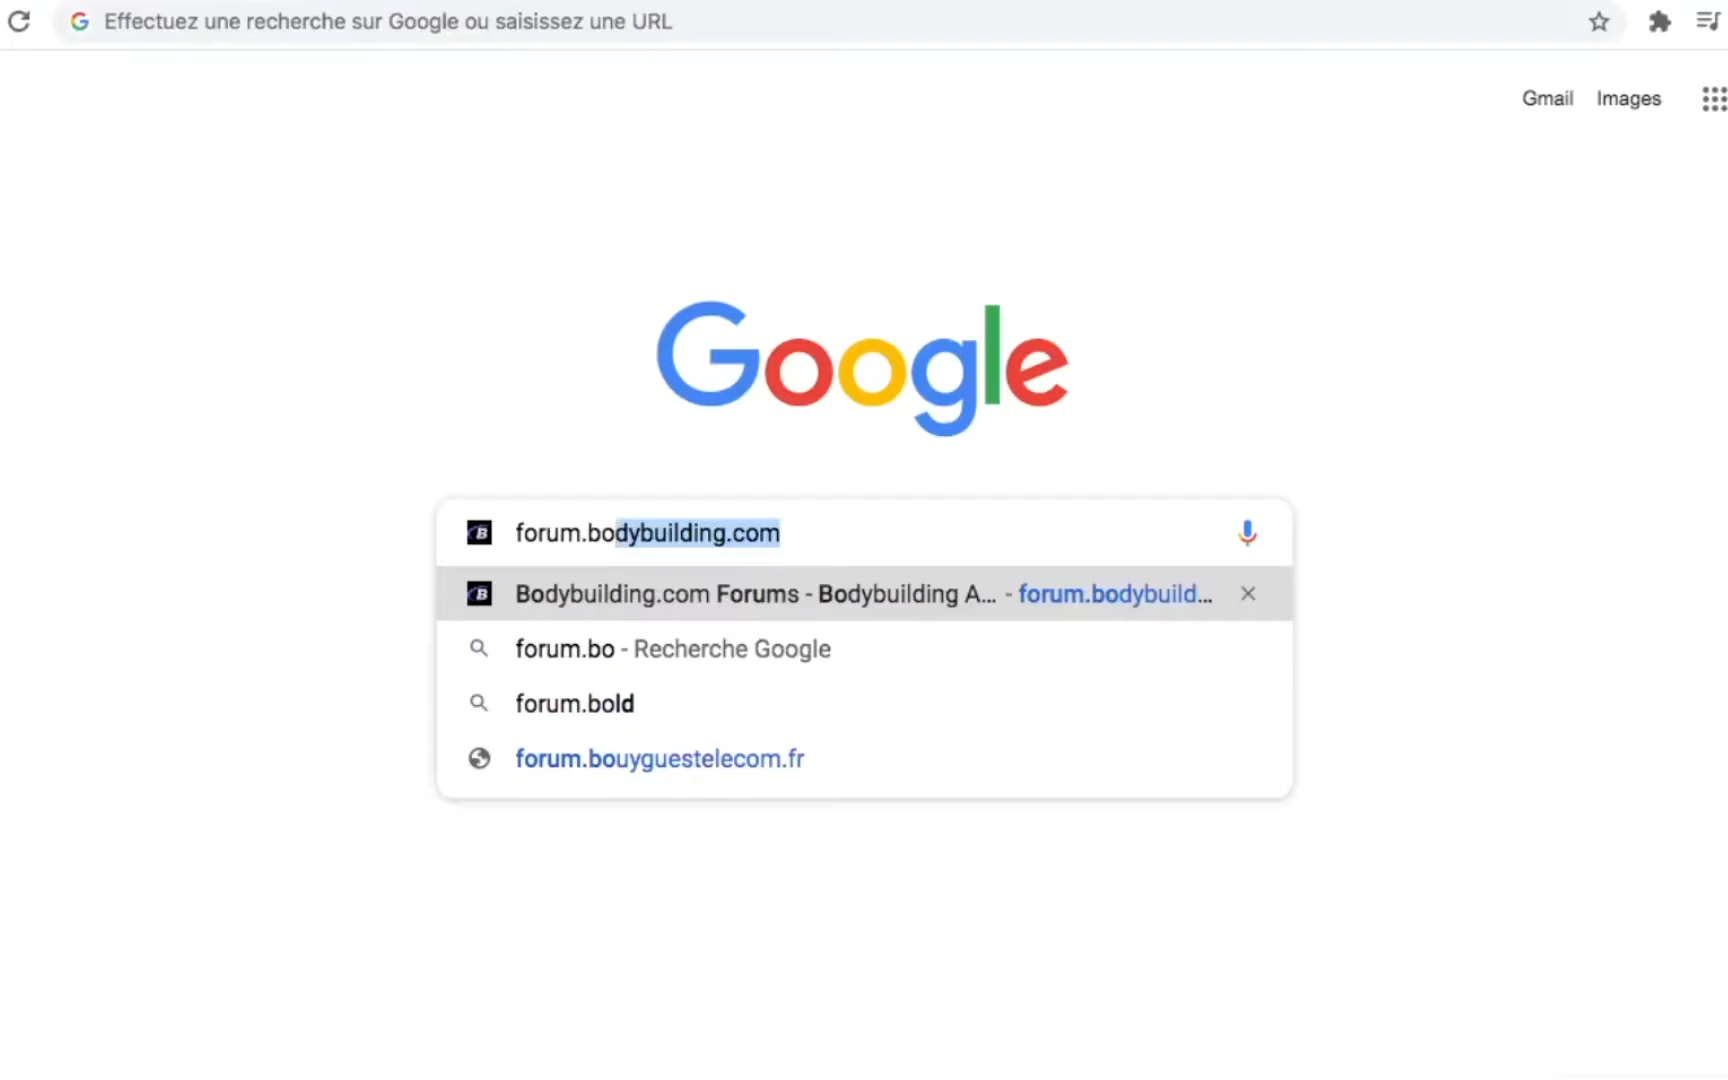 Effectuez une recherche sur Google ou saisissez une URL
Gmail Images
Google
forum.bodybuilding.com
Bodybuilding.com Forums - Bodybuilding A... - forum.bodybuild...
forum.bo - Recherche Google
forum.bold
forum.bouyguestelecom.fr